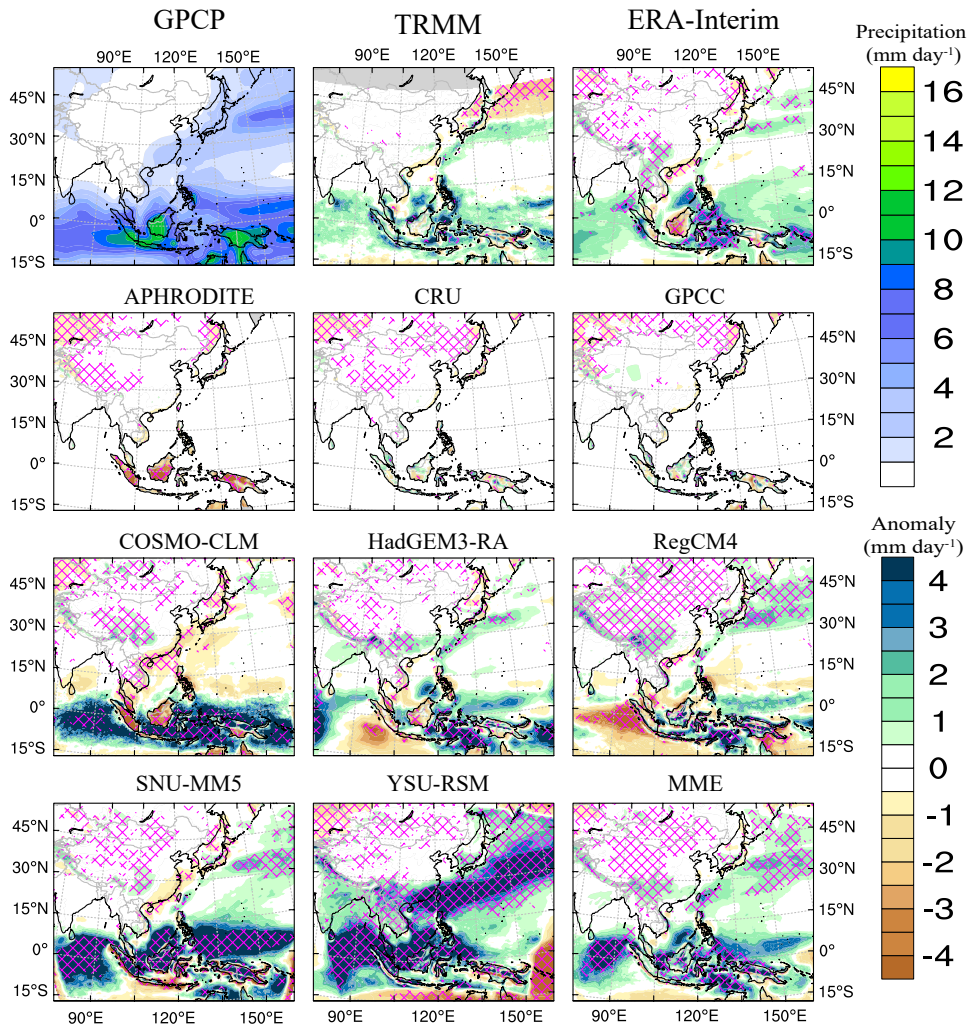 GPCP TRMM ERA-Interim Precipitation
(mm day-1)
90°E 120°E 150°E 90°E 120°E 150°E 90°E 120°E 150°E
45°N 45°N 16
30°N 30°N 14
15°N 15°N 12
0° 0° 10
15°S 15°S 8
APHRODITE CRU GPCC
6
45°N 45°N 4
30°N 30°N 2
15°N 15°N
0° 0°
15°S 15°S
COSMO-CLM HadGEM3-RA RegCM4 Anomaly
(mm day-1)
45°N 45°N 4
30°N 30°N 3
15°N 15°N 2
0° 0° 1
15°S 15°S 0
SNU-MM5 YSU-RSM MME
-1
45°N 45°N -2
30°N 30°N -3
15°N 15°N -4
0° 0°
15°S 15°S
90°E 120°E 150°E 90°E 120°E 150°E 90°E 120°E 150°E